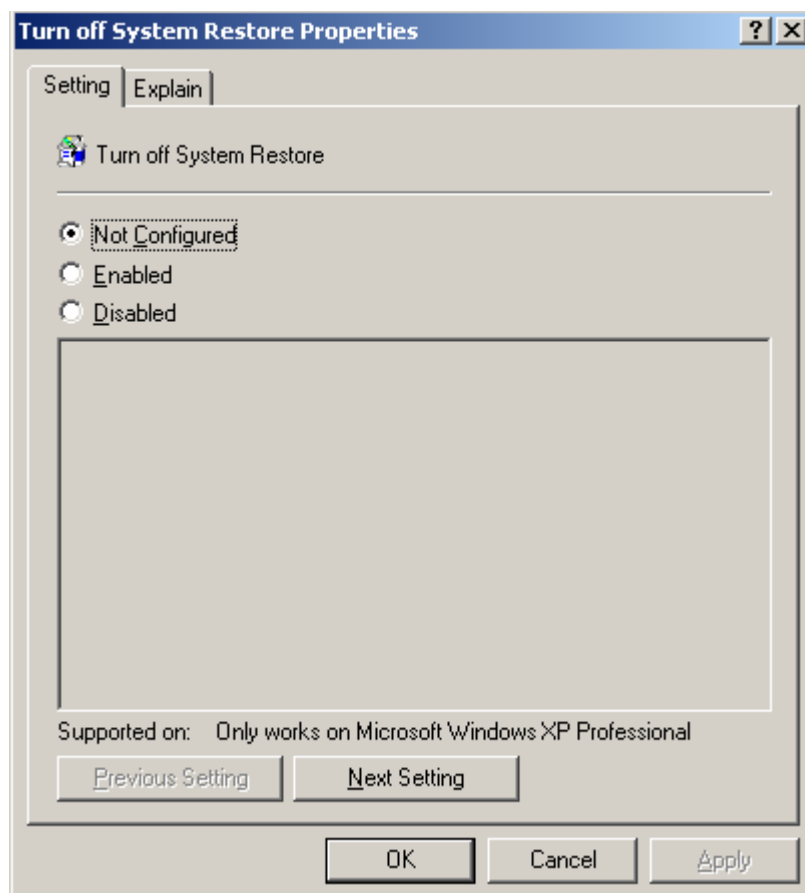 Turn off System Restore Properties
Setting Explain
Turn off System Restore
Not Configured
Enabled
Disabled
Supported on: Only works on Microsoft Windows XP Professional
Previous Setting Next Setting
OK Cancel Apply